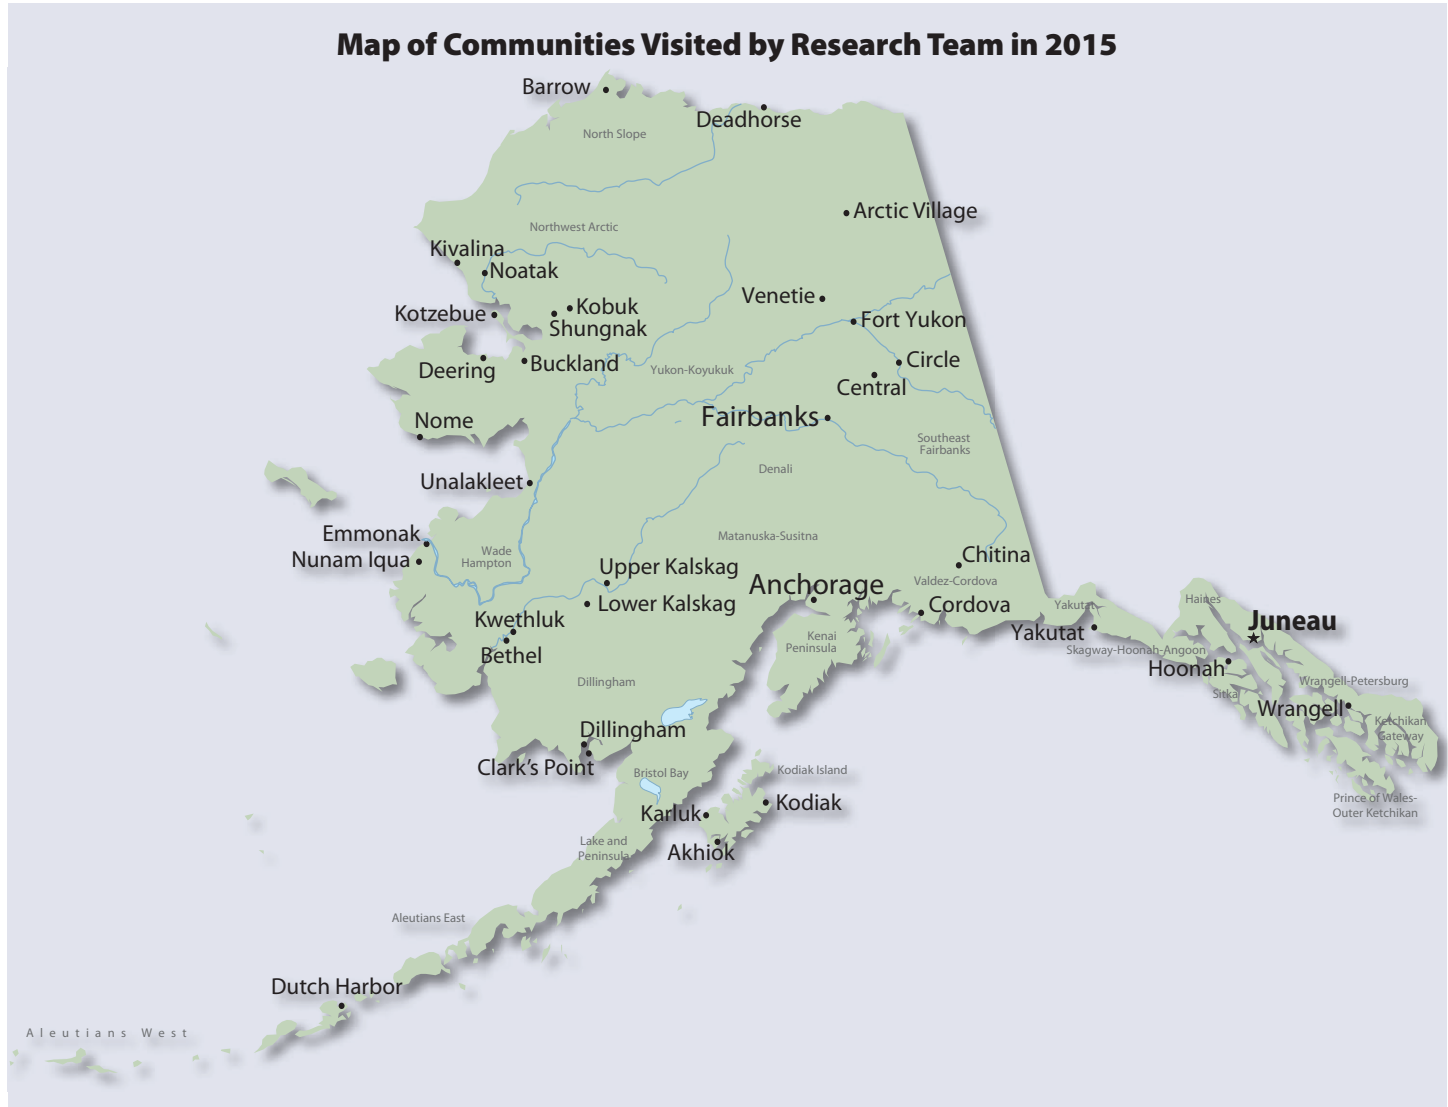 Map of Communities Visited by Research Team in 2015
Barrow
Deadhorse
North Slope
Arctic Village
Northwest Arctic
Kivalina
Noatak
Venetie
Kobuk
Kotzebue
Fort Yukon
Shungnak
Circle
Buckland
Deering
Yukon-Koyukuk
Central
Fairbanks
Nome
Southeast
Fairbanks
Denali
Unalakleet
Emmonak
Matanuska-Susitna
Wade
Hampton
Chitina
Nunam Iqua
Upper Kalskag
Valdez-Cordova
Anchorage
Haines
Lower Kalskag
Cordova
Yakutat
Kwethluk
Juneau
Yakutat
Kenai
Peninsula
Skagway-Hoonah-Angoon
Bethel
Hoonah
Dillingham
Wrangell-Petersburg
Sitka
Wrangell
Ketchikan
Gateway
Dillingham
Clark's Point
Bristol Bay
Kodiak Island
Kodiak
Prince of Wales-
Outer Ketchikan
Karluk
Lake and
Peninsula
Akhiok
Aleutians East
Dutch Harbor
Aleutians West